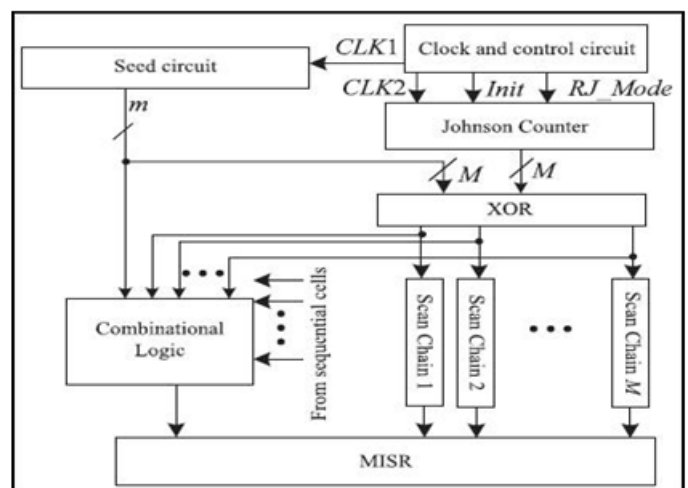 Clock and control circuit
CLK1
Seed circuit
CLK2
Init
RJ_Mode
m
Johnson Counter
M
M
XOR
Combinational
Logic
From sequential cells
Scan Chain 1
Scan Chain 2
Scan Chain M
MISR